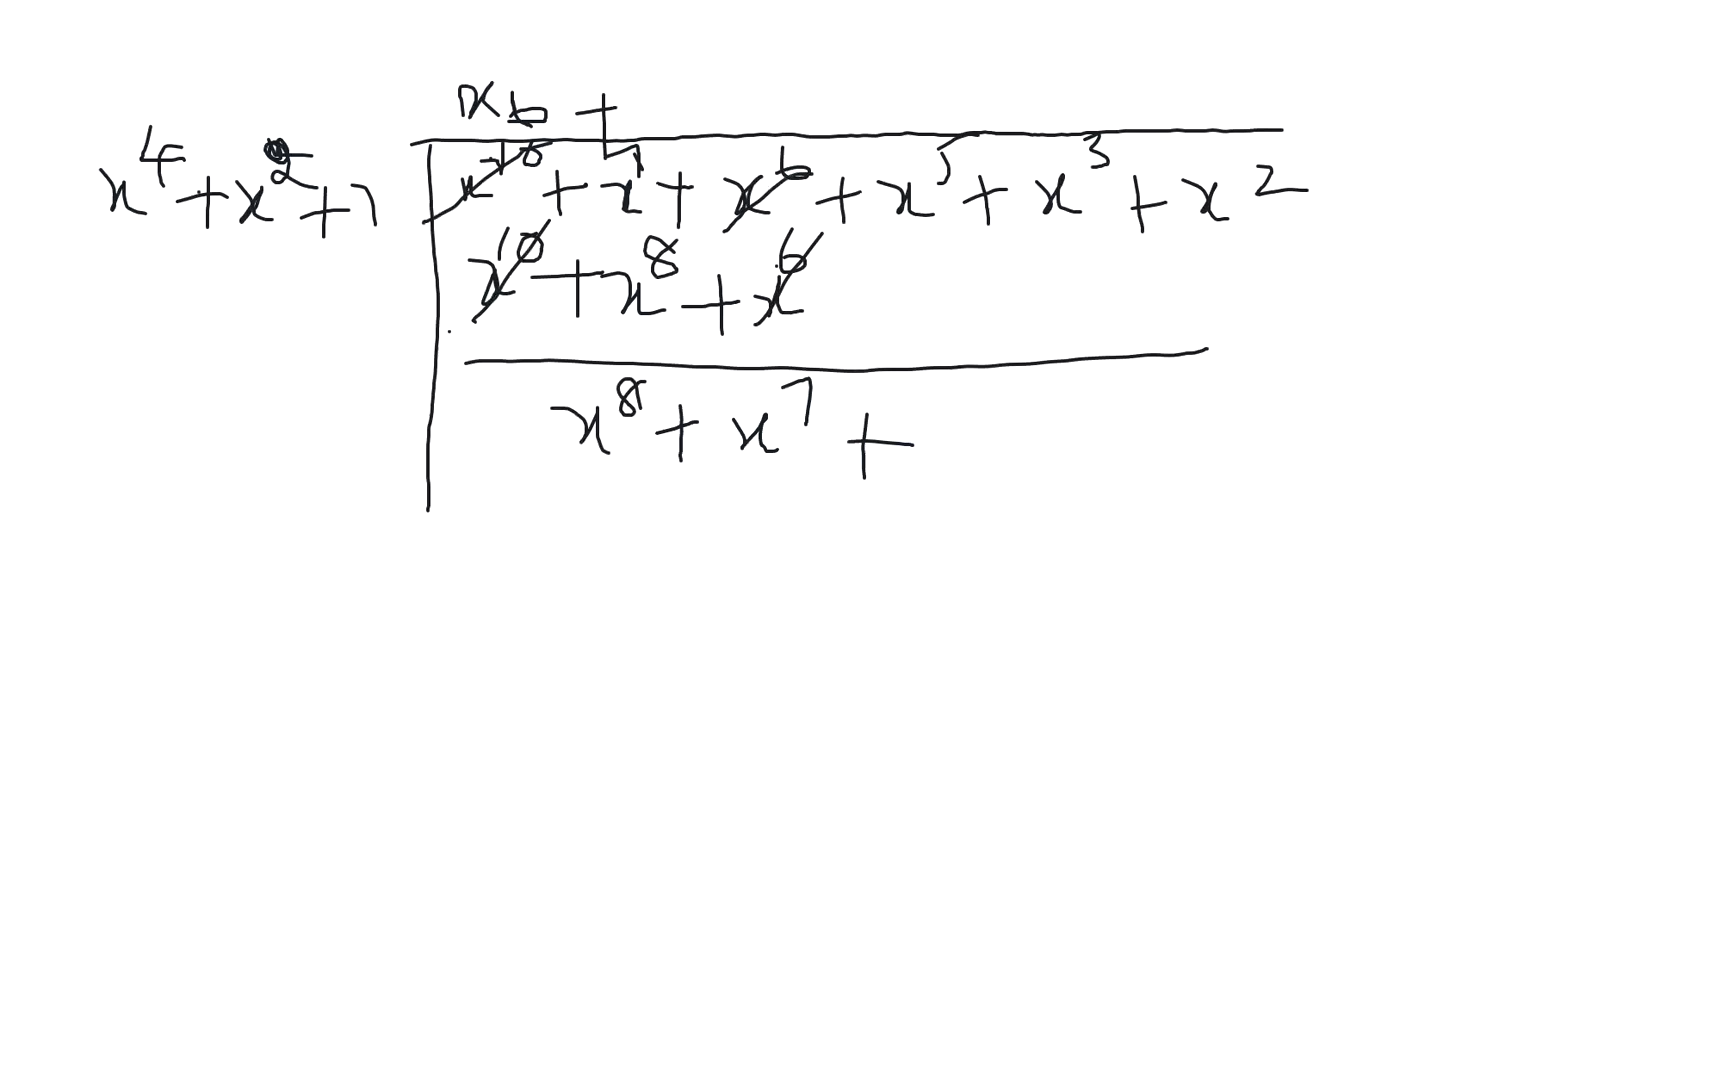 x⁶ +
x⁴ + x² + 1 x¹⁰ + x⁷ + x⁶ + x⁵ + x³ + x²
x¹⁰ + x⁸ + x⁶
x⁸ + x⁷ +